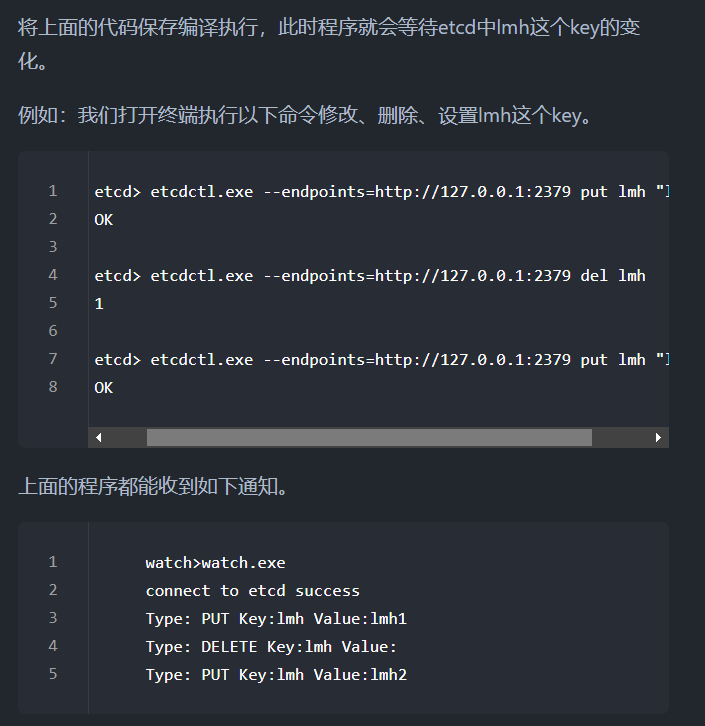 将上面的代码保存编译执行，此时程序就会等待etcd中lmh这个key的变
化。
例如：我们打开终端执行以下命令修改、删除、设置lmh这个key。
1 etcd> etcdctl.exe --endpoints=http://127.0.0.1:2379 put lmh "l
2 OK
3
4 etcd> etcdctl.exe --endpoints=http://127.0.0.1:2379 del lmh
5 1
6
7 etcd> etcdctl.exe --endpoints=http://127.0.0.1:2379 put lmh "l
8 OK
上面的程序都能收到如下通知。
1 watch>watch.exe
2 connect to etcd success
3 Type: PUT Key:lmh Value:lmh1
4 Type: DELETE Key:lmh Value:
5 Type: PUT Key:lmh Value:lmh2